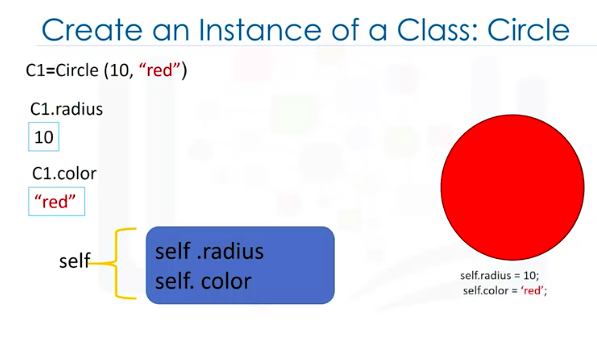 Create an Instance of a Class: Circle
C1=Circle (10, “red”)
C1.radius
10
C1.color
“red”
self
self .radius
self. color
self.radius = 10;
self.color = ‘red’;